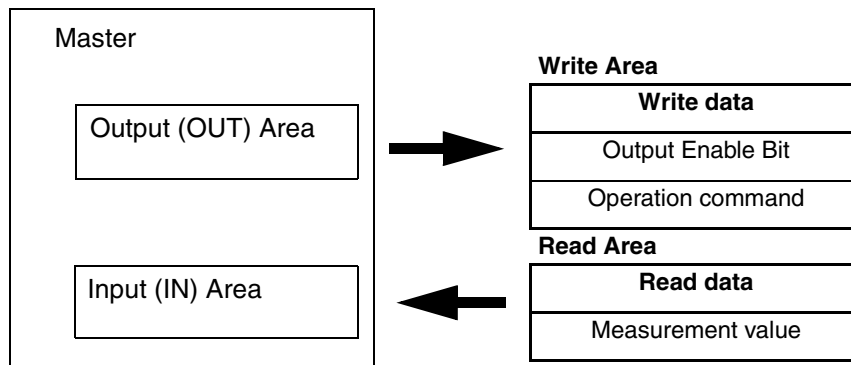 Master
Output (OUT) Area
Input (IN) Area
Write Area
Write data
Output Enable Bit
Operation command
Read Area
Read data
Measurement value